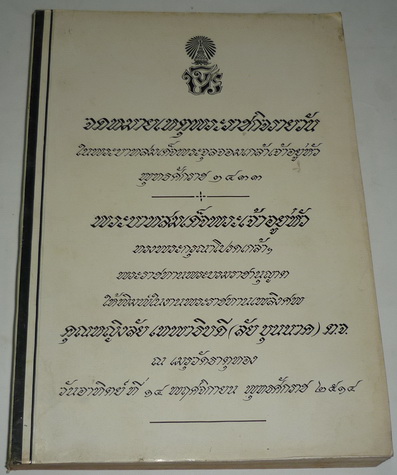 จดหมายเหตุพระราชกิจรายวัน
ในพระบาทสมเด็จพระจุลจอมเกล้าเจ้าอยู่หัว
พุทธศักราช ๒๔๓๓
พระบาทสมเด็จพระเจ้าอยู่หัว
ทรงพระกรุณาโปรดเกล้าฯ
พระราชทานพระบรมราชานุญาต
ให้พิมพ์ในงานพระราชทานเพลิงศพ
คุณหญิงลัย เทพาธิบดี (ลัย บุนนาค) ต.จ.
ณ เมรุวัดธาตุทอง
วันอาทิตย์ ที่ ๑๔ พฤศจิกายน พุทธศักราช ๒๕๑๔